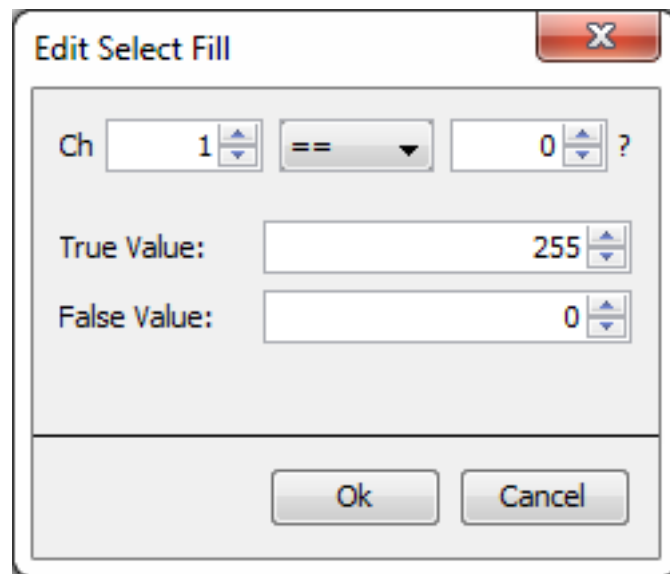 Edit Select Fill
Ch 1 == 0 ?
True Value: 255
False Value: 0
Ok Cancel